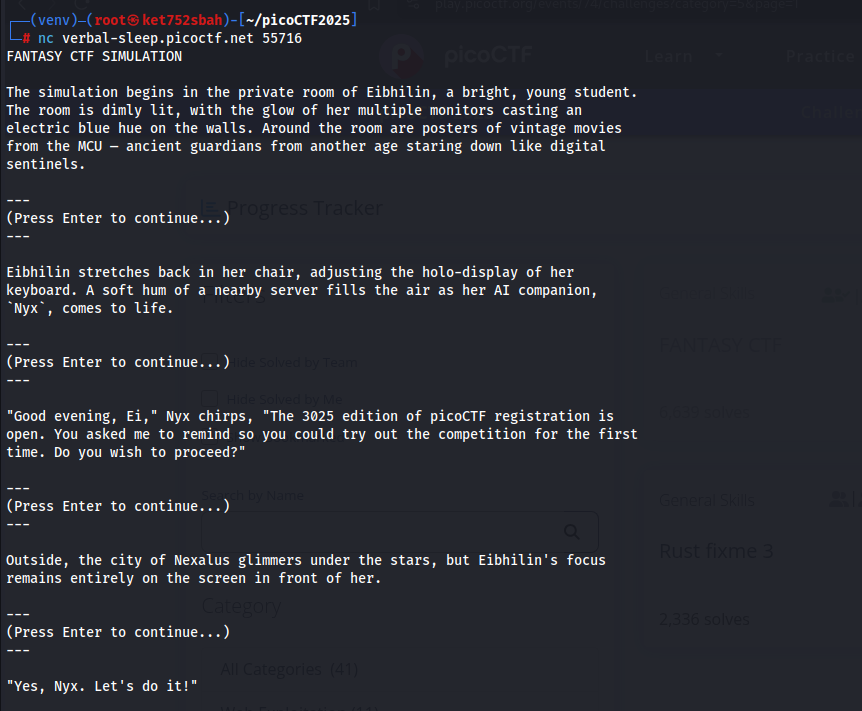 play.picoctf.org/events/74/challenges?category=5&page=1
┌──(venv)─(root㉿ket752sbah)-[~/picoCTF2025]
└─# nc verbal-sleep.picoctf.net 55716
picoCTF Learn Practice
FANTASY CTF SIMULATION
The simulation begins in the private room of Eibhilin, a bright, young student.
The room is dimly lit, with the glow of her multiple monitors casting an
electric blue hue on the walls. Around the room are posters of vintage movies
from the MCU — ancient guardians from another age staring down like digital
sentinels.
---
Progress Tracker
(Press Enter to continue...)
---
Eibhilin stretches back in her chair, adjusting the holo-display of her
keyboard. A soft hum of a nearby server fills the air as her AI companion,
`Nyx`, comes to life.
---
FANTASY CTF
(Press Enter to continue...)
Hide Solved by Team
---
Hide Solved by Me
"Good evening, Ei," Nyx chirps, "The 3025 edition of picoCTF registration is
open. You asked me to remind so you could try out the competition for the first
time. Do you wish to proceed?"
---
Search by Name
General Skills
(Press Enter to continue...)
---
Rust fixme 3
Outside, the city of Nexalus glimmers under the stars, but Eibhilin's focus
remains entirely on the screen in front of her.
---
Category
2,336 solves
(Press Enter to continue...)
---
All Categories (41)
"Yes, Nyx. Let's do it!"